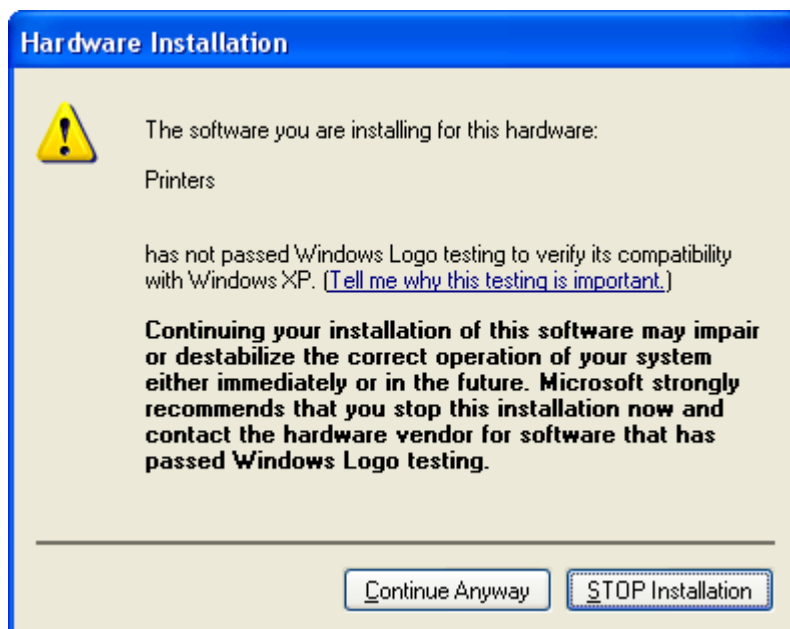 Hardware Installation
The software you are installing for this hardware:
Printers
has not passed Windows Logo testing to verify its compatibility
with Windows XP. (Tell me why this testing is important.)
Continuing your installation of this software may impair
or destabilize the correct operation of your system
either immediately or in the future. Microsoft strongly
recommends that you stop this installation now and
contact the hardware vendor for software that has
passed Windows Logo testing.
Continue Anyway
STOP Installation